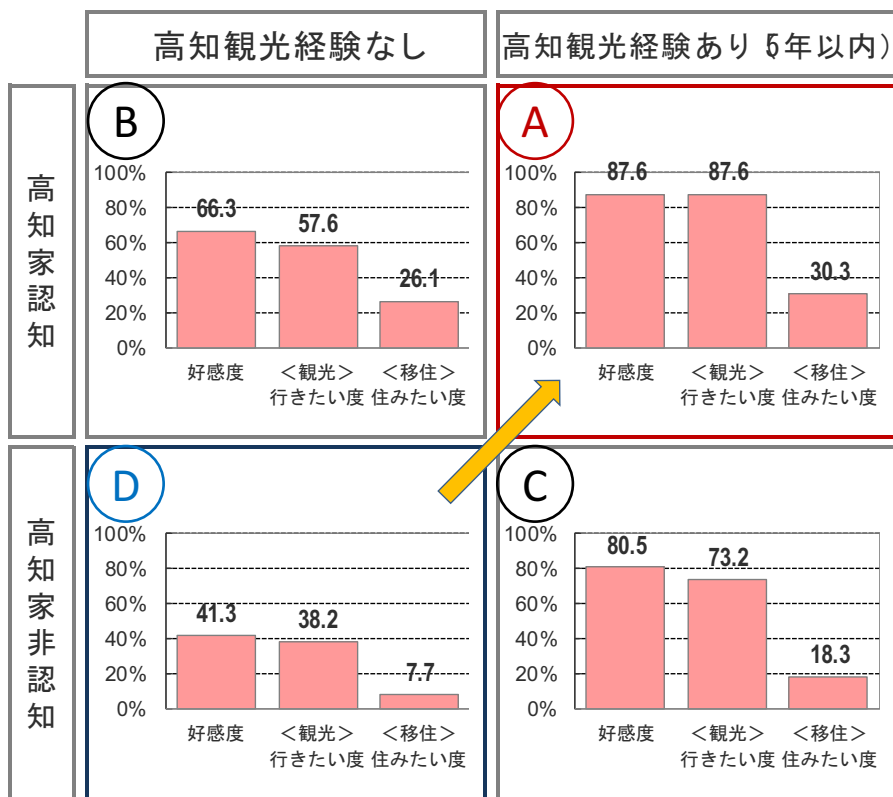 高知観光経験なし
高知観光経験あり（5年以内）
高知家認知
B
100%
80%
60%
40%
20%
0%
66.3
57.6
26.1
好感度
＜観光＞
行きたい度
＜移住＞
住みたい度
A
100%
80%
60%
40%
20%
0%
87.6
87.6
30.3
好感度
＜観光＞
行きたい度
＜移住＞
住みたい度
高知家非認知
D
100%
80%
60%
40%
20%
0%
41.3
38.2
7.7
好感度
＜観光＞
行きたい度
＜移住＞
住みたい度
C
100%
80%
60%
40%
20%
0%
80.5
73.2
18.3
好感度
＜観光＞
行きたい度
＜移住＞
住みたい度